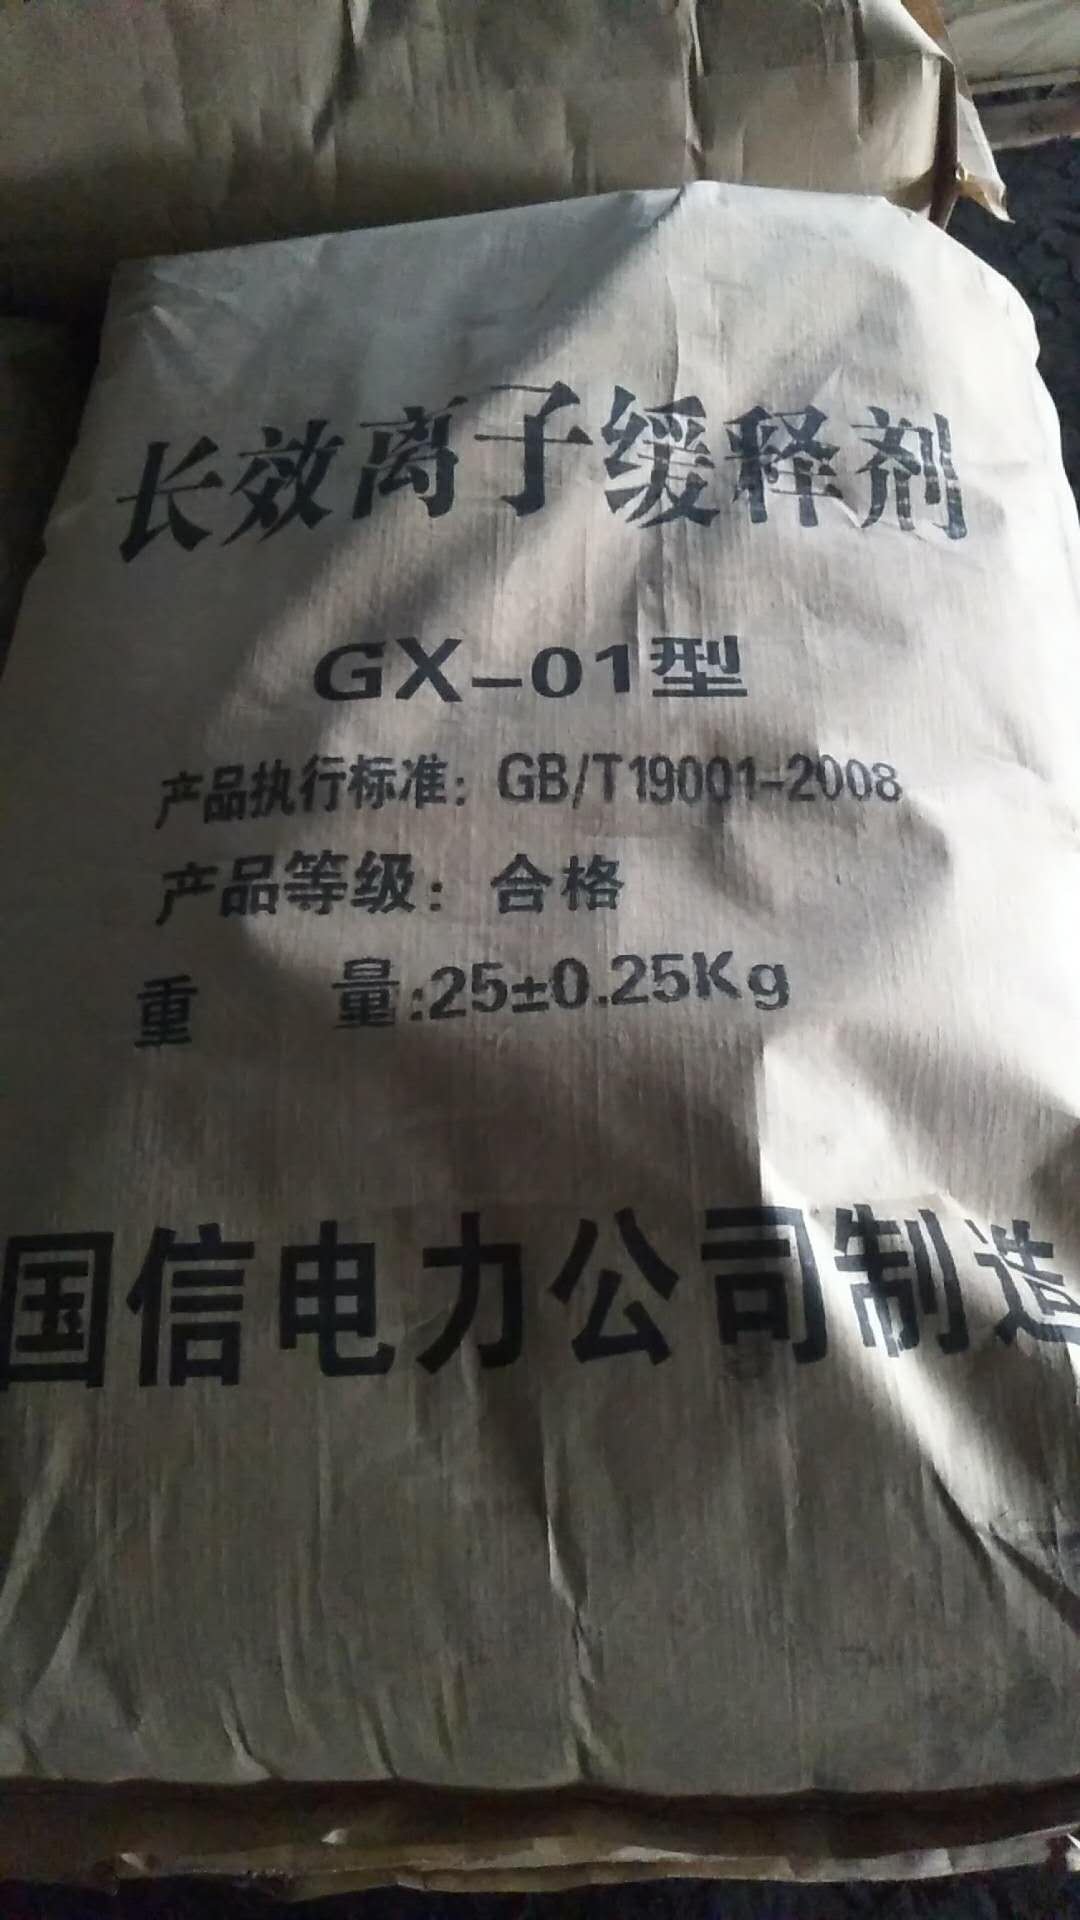 长效离子缓释剂
GX-01型
产品执行标准：GB/T19001-2008
产品等级：合格
重 量:25±0.25Kg
国信电力公司制造